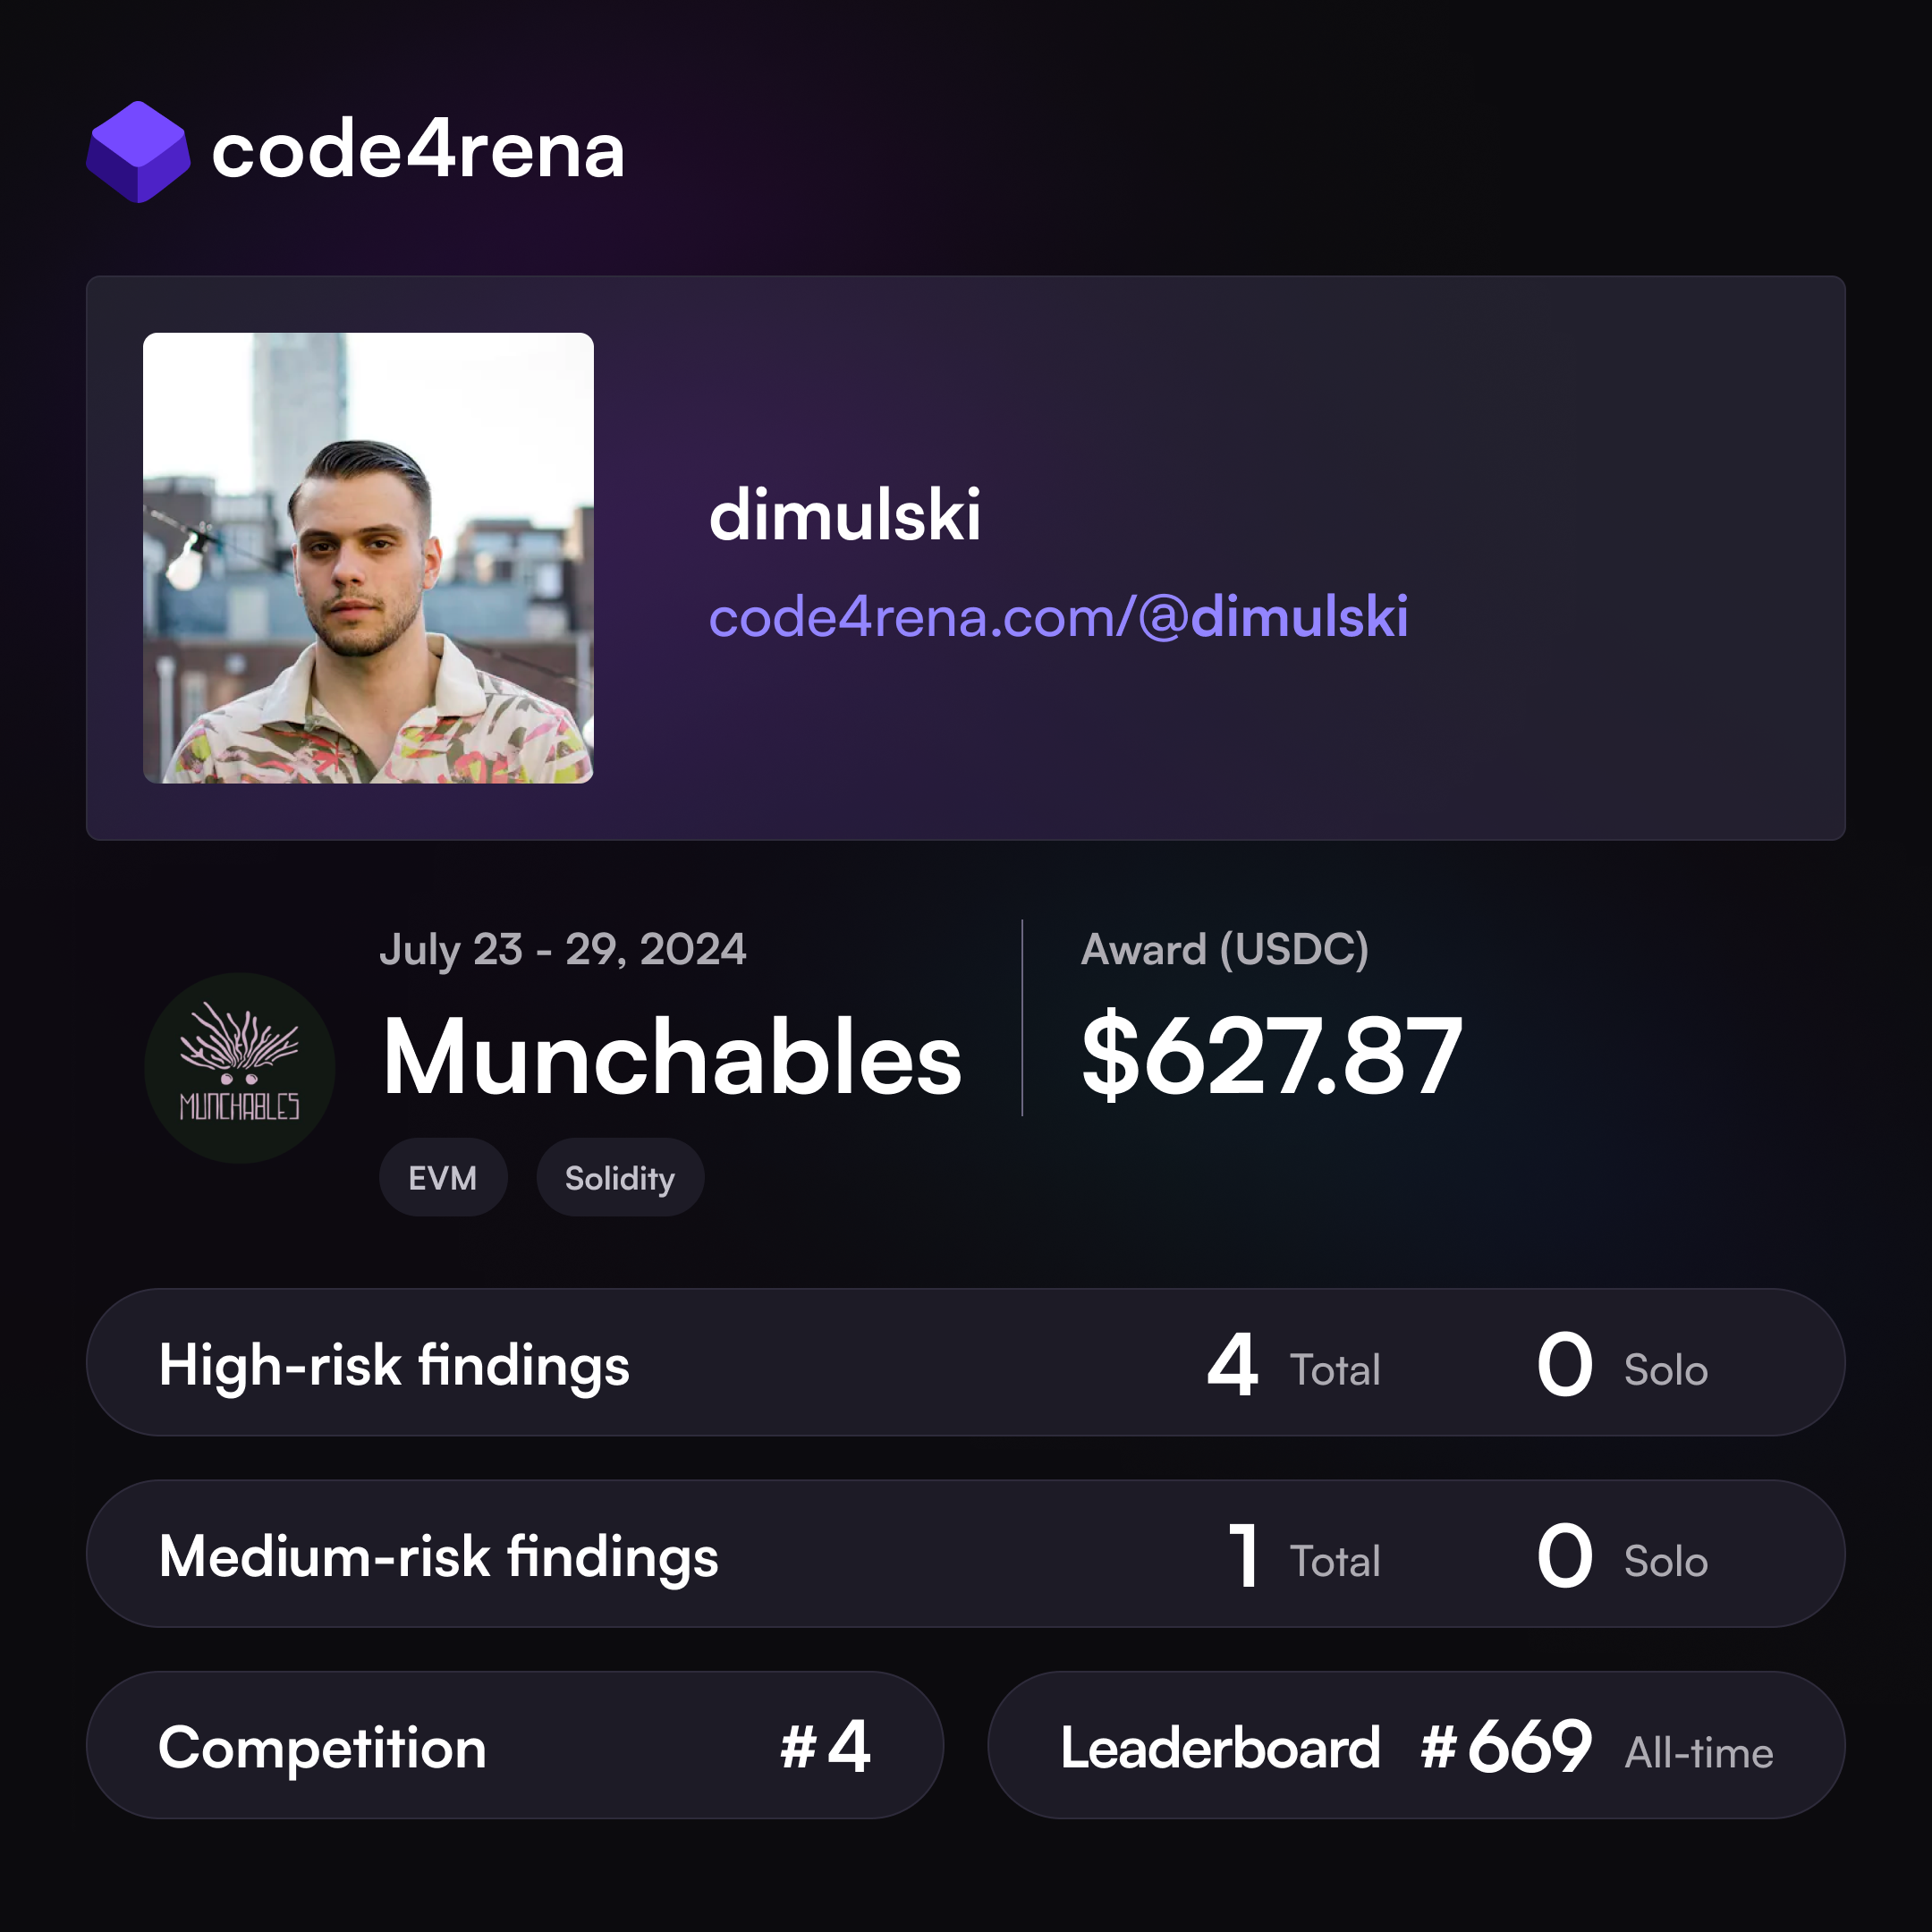 code4rena
dimulski
code4rena.com/@dimulski
July 23 - 29, 2024
Munchables
MUNCHABLES
EVM Solidity
Award (USDC)
$627.87
High-risk findings 4 Total 0 Solo
Medium-risk findings 1 Total 0 Solo
Competition #4
Leaderboard #669 All-time